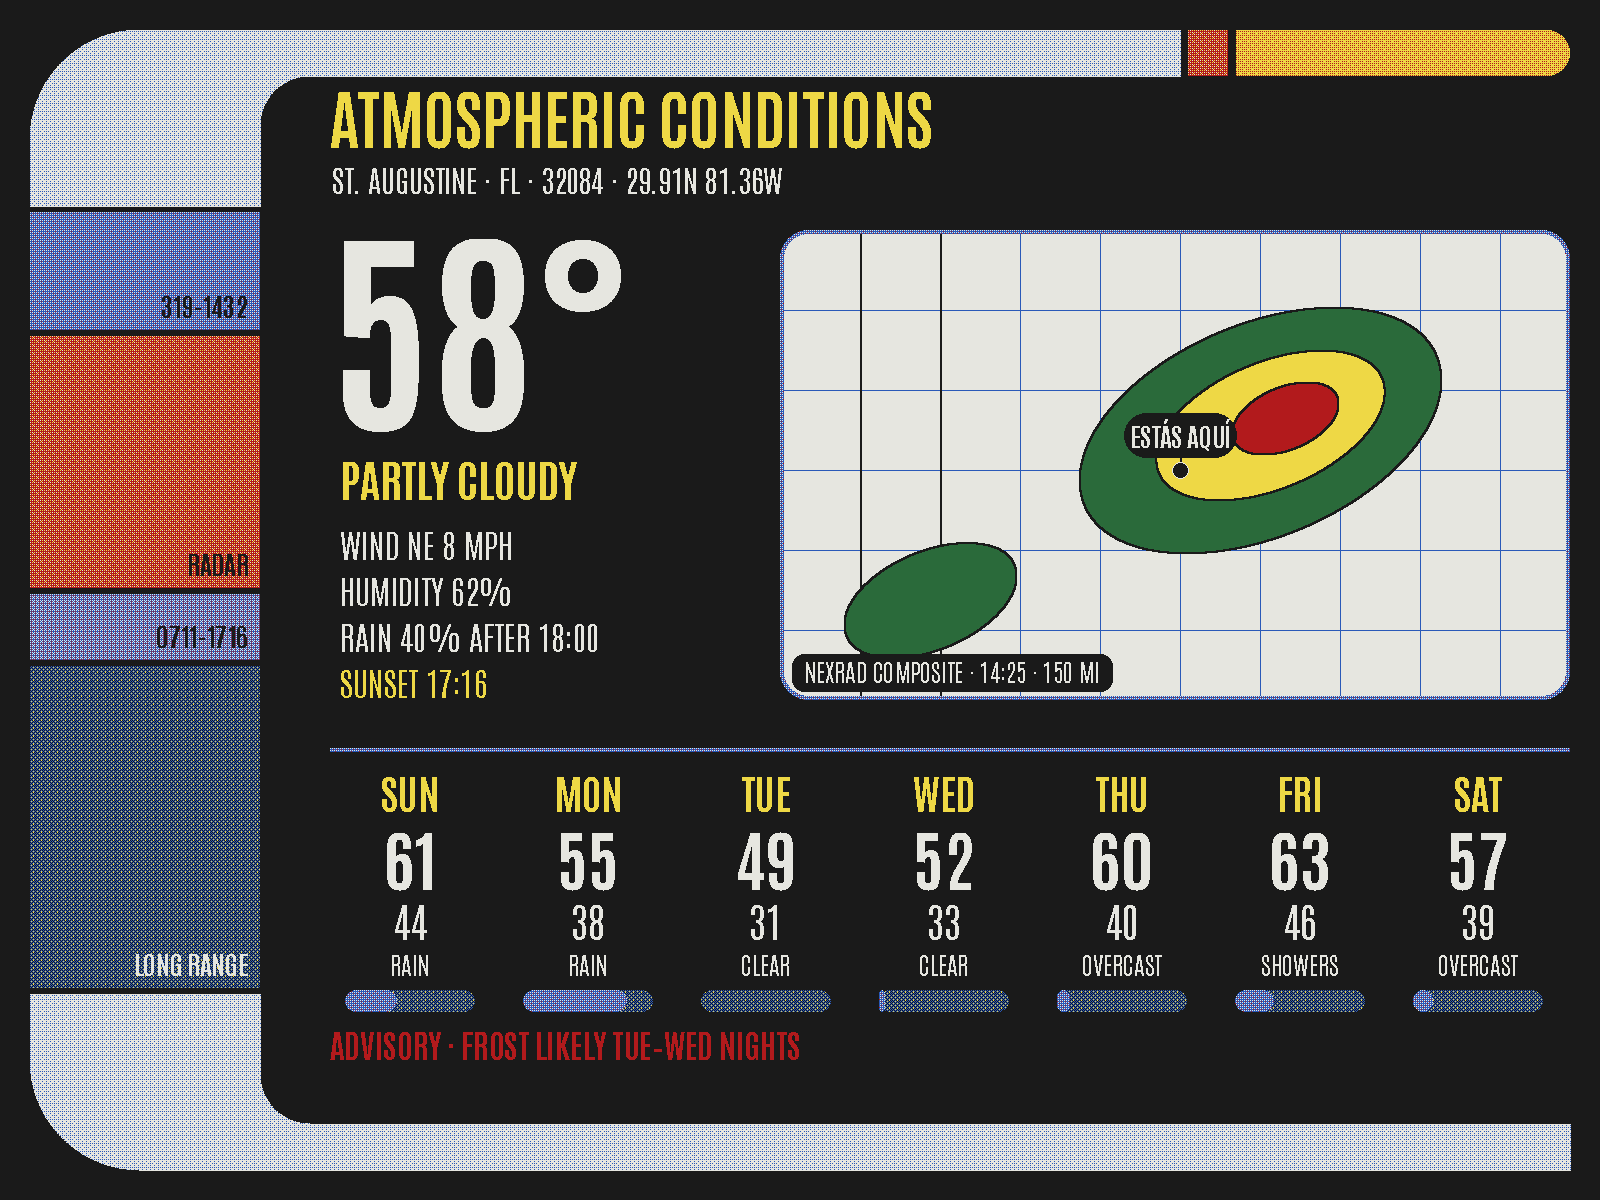 ATMOSPHERIC CONDITIONS
ST. AUGUSTINE · FL · 32084 · 29.91N 81.36W
319-1432
RADAR
0711-1716
LONG RANGE
58°
PARTLY CLOUDY
WIND NE 8 MPH
HUMIDITY 62%
RAIN 40% AFTER 18:00
SUNSET 17:16
ESTÁS AQUÍ
NEXRAD COMPOSITE · 14:25 · 150 MI
SUN MON TUE WED THU FRI SAT
61 55 49 52 60 63 57
44 38 31 33 40 46 39
RAIN RAIN CLEAR CLEAR OVERCAST SHOWERS OVERCAST
ADVISORY · FROST LIKELY TUE-WED NIGHTS